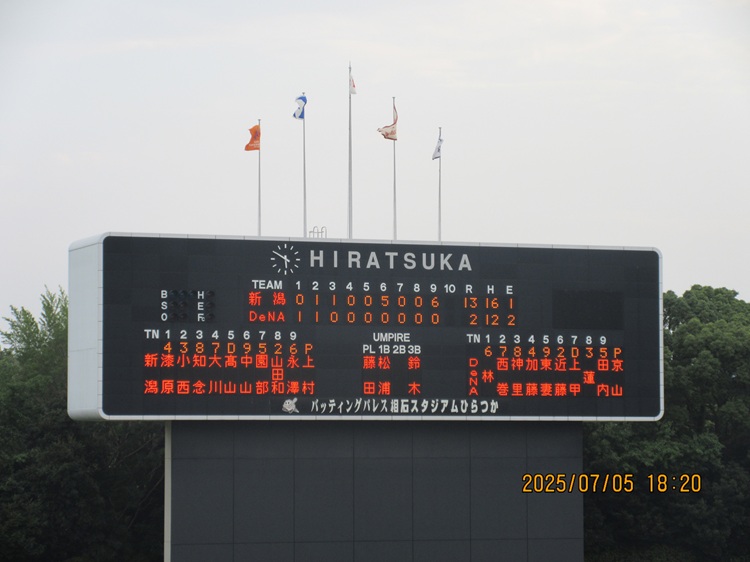 HIRATSUKA
TEAM 1 2 3 4 5 6 7 8 9 10 R H E
新潟 0 1 1 0 0 5 0 0 6 13 16 1
DeNA 1 1 0 0 0 0 0 0 0 2 12 2
B H
S E
O Fc
TN 1 2 3 4 5 6 7 8 9
4 3 8 7 D 9 5 2 6 P
新潟 漆原 小西 知念 大川 高山 中山 園部 山田和 永澤 上村
UMPIRE
PL 1B 2B 3B
藤田 松浦 鈴木
TN 1 2 3 4 5 6 7 8 9
6 7 8 4 9 2 D 3 5 P
DeNA 林 西巻 神里 加藤 東妻 近藤 上甲 蓮 田内 京山
バッティングパレス相石スタジアムひらつか
2025/07/05 18:20